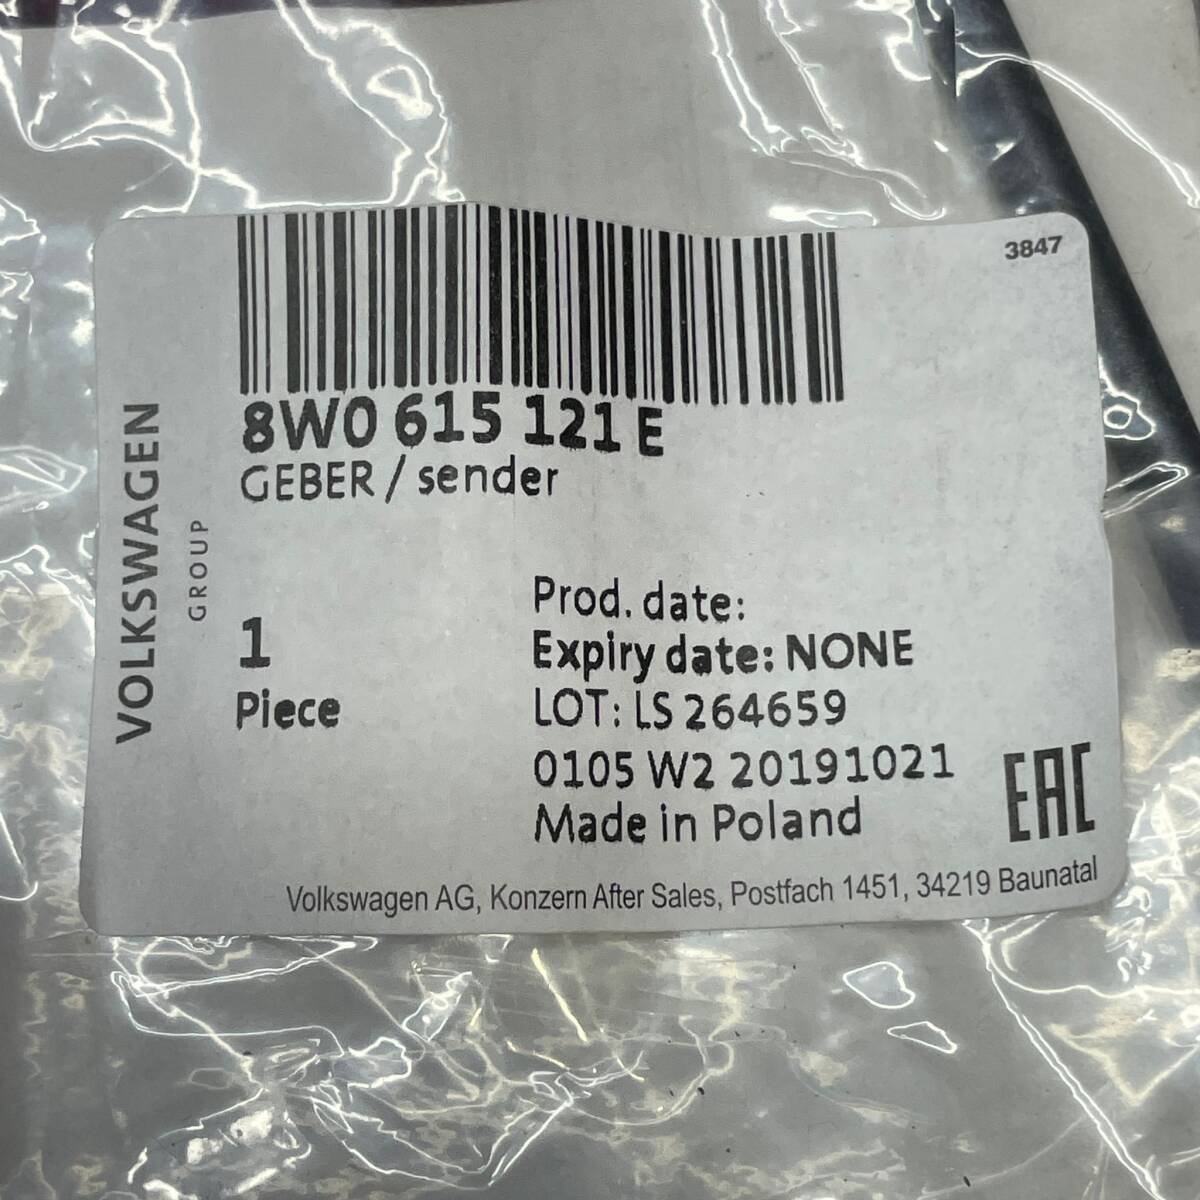 3847
8W0 615 121 E
GEBER / sender
VOLKSWAGEN
GROUP
1
Piece
Prod. date:
Expiry date: NONE
LOT: LS 264659
0105 W2 20191021
Made in Poland
EAC
Volkswagen AG, Konzern After Sales, Postfach 1451, 34219 Baunatal